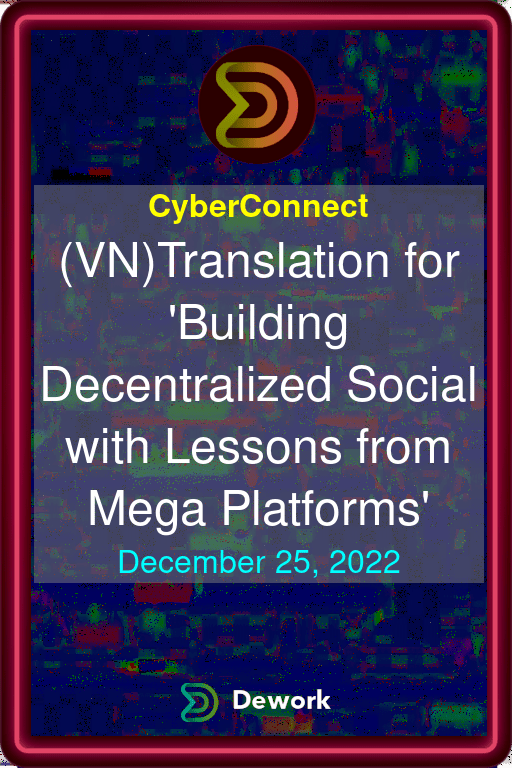 CyberConnect
(VN)Translation for
'Building
Decentralized Social
with Lessons from
Mega Platforms'
December 25, 2022
Dework